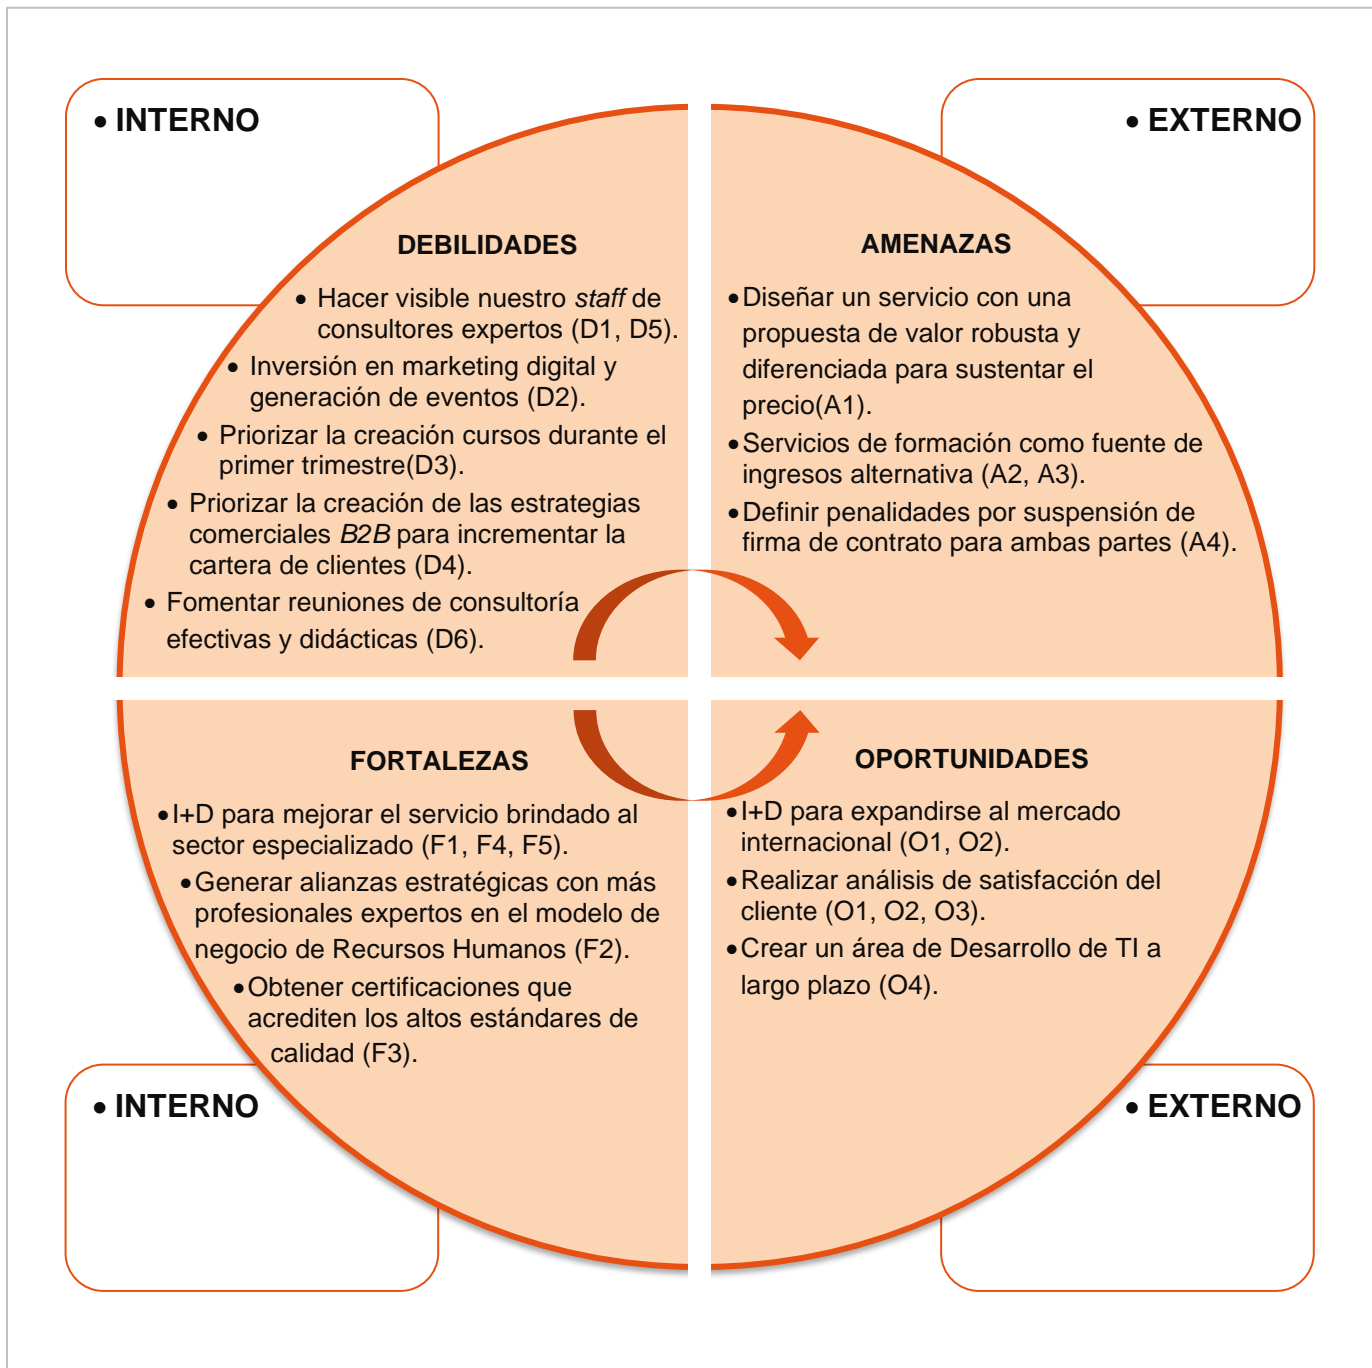 • INTERNO
• EXTERNO
DEBILIDADES
• Hacer visible nuestro staff de
consultores expertos (D1, D5).
• Inversión en marketing digital y
generación de eventos (D2).
• Priorizar la creación cursos durante el
primer trimestre(D3).
• Priorizar la creación de las estrategias
comerciales B2B para incrementar la
cartera de clientes (D4).
• Fomentar reuniones de consultoría
efectivas y didácticas (D6).
AMENAZAS
•Diseñar un servicio con una
propuesta de valor robusta y
diferenciada para sustentar el
precio(A1).
•Servicios de formación como fuente de
ingresos alternativa (A2, A3).
•Definir penalidades por suspensión de
firma de contrato para ambas partes (A4).
FORTALEZAS
•I+D para mejorar el servicio brindado al
sector especializado (F1, F4, F5).
•Generar alianzas estratégicas con más
profesionales expertos en el modelo de
negocio de Recursos Humanos (F2).
•Obtener certificaciones que
acrediten los altos estándares de
calidad (F3).
OPORTUNIDADES
•I+D para expandirse al mercado
internacional (O1, O2).
•Realizar análisis de satisfacción del
cliente (O1, O2, O3).
•Crear un área de Desarrollo de TI a
largo plazo (O4).
• INTERNO
• EXTERNO